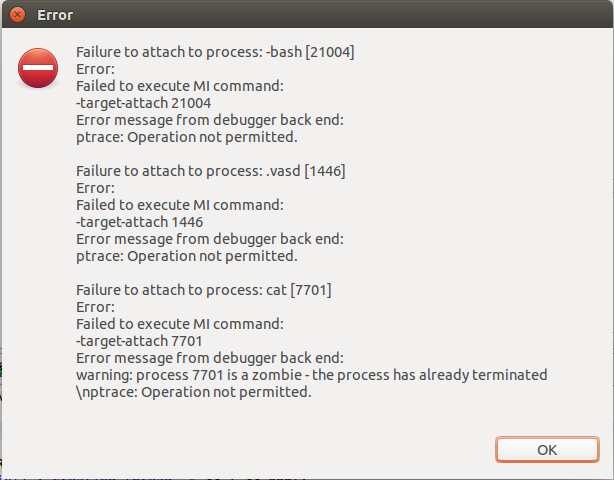 Error
Failure to attach to process: -bash [21004]
Error:
Failed to execute MI command:
-target-attach 21004
Error message from debugger back end:
ptrace: Operation not permitted.
Failure to attach to process: .vasd [1446]
Error:
Failed to execute MI command:
-target-attach 1446
Error message from debugger back end:
ptrace: Operation not permitted.
Failure to attach to process: cat [7701]
Error:
Failed to execute MI command:
-target-attach 7701
Error message from debugger back end:
warning: process 7701 is a zombie - the process has already terminated
\nptrace: Operation not permitted.
OK